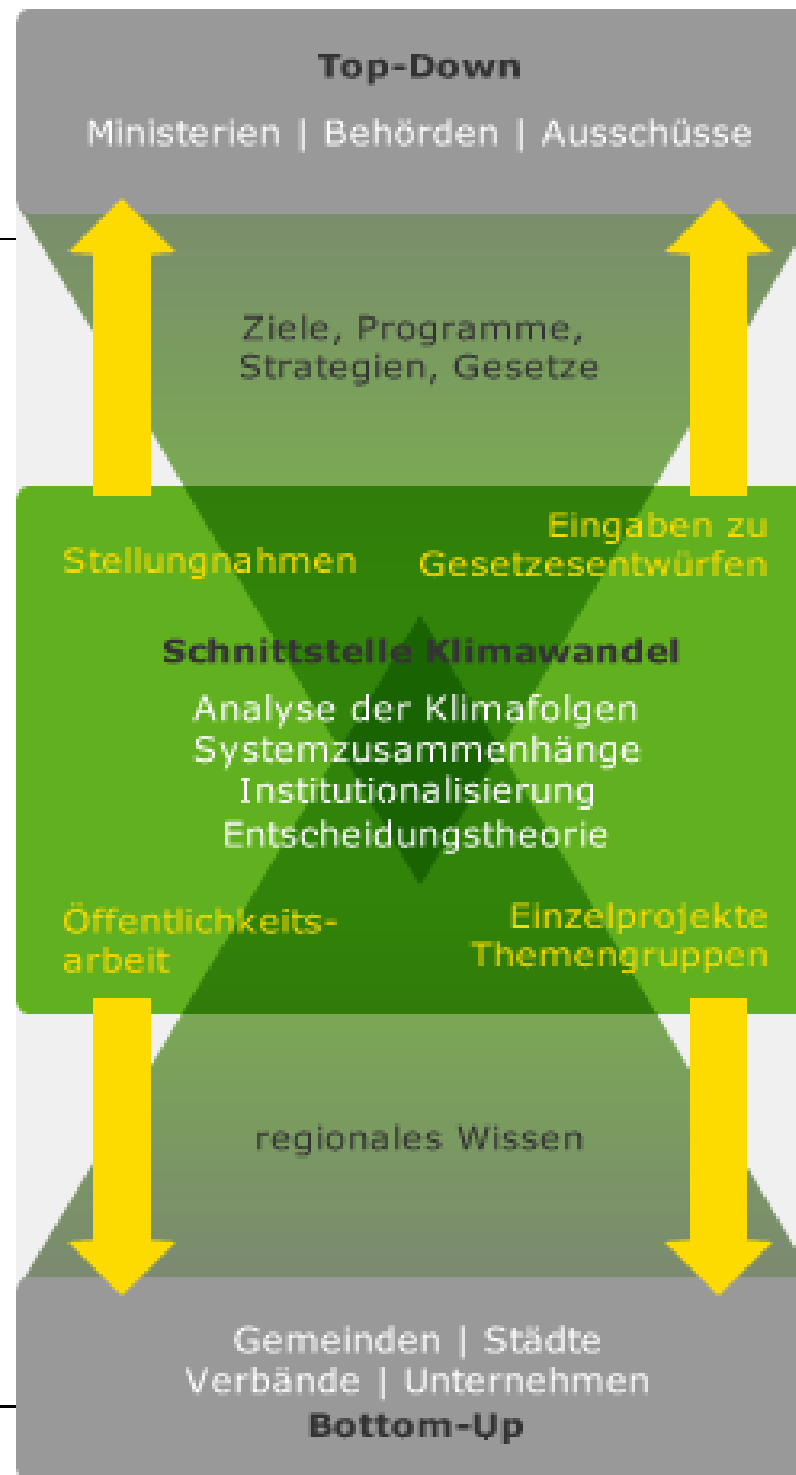 Top-Down
Ministerien | Behörden | Ausschüsse
Ziele, Programme,
Strategien, Gesetze
Stellungnahmen
Eingaben zu
Gesetzesentwürfen
Schnittstelle Klimawandel
Analyse der Klimafolgen
Systemzusammenhänge
Institutionalisierung
Entscheidungstheorie
Öffentlichkeits-
arbeit
Einzelprojekte
Themengruppen
regionales Wissen
Gemeinden | Städte
Verbände | Unternehmen
Bottom-Up